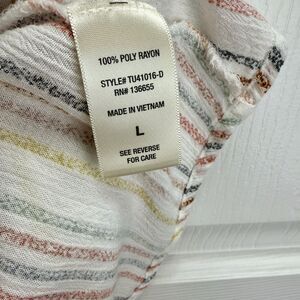 100% POLY RAYON
STYLE# TU41016-D
RN# 136655
MADE IN VIETNAM
L
SEE REVERSE
FOR CARE